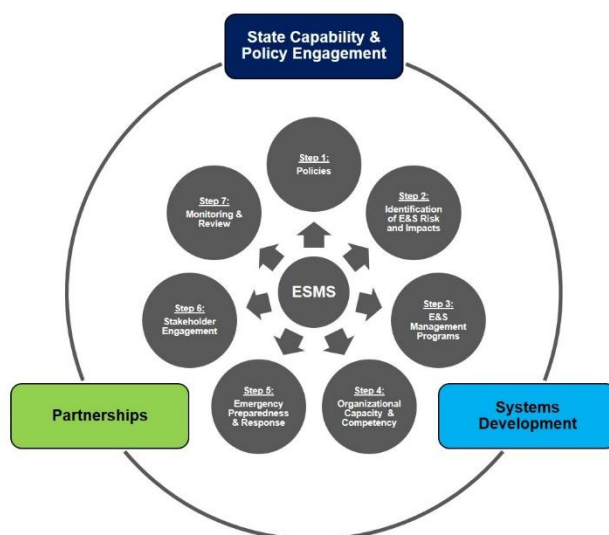 State Capability &
Policy Engagement
Step 1:
Policies
Step 2:
Identification
of E&S Risk
and Impacts
Step 3:
E&S
Management
Programs
Step 4:
Organizational
Capacity &
Competency
Step 5:
Emergency
Preparedness
& Response
Step 6:
Stakeholder
Engagement
Step 7:
Monitoring &
Review
ESMS
Partnerships
Systems
Development